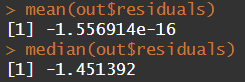 > mean(out$residuals)
[1] -1.556914e-16
> median(out$residuals)
[1] -1.451392